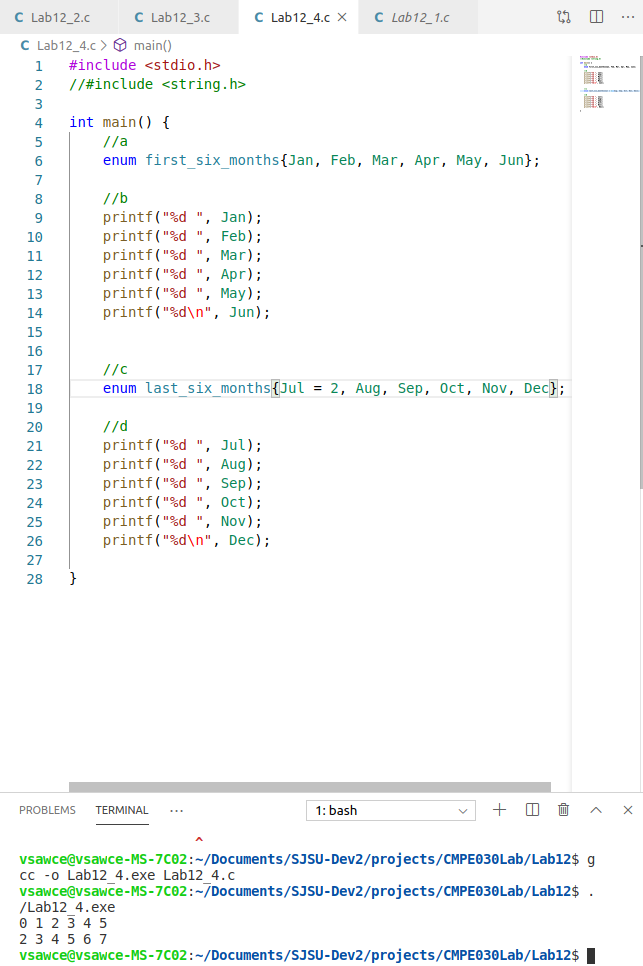 C Lab12_2.c C Lab12_3.c C Lab12_4.c × C Lab12_1.c ···
C Lab12_4.c > main()
1 #include <stdio.h>
2 //#include <string.h>
3
4 int main() {
5 //a
6 enum first_six_months{Jan, Feb, Mar, Apr, May, Jun};
7
8 //b
9 printf("%d ", Jan);
10 printf("%d ", Feb);
11 printf("%d ", Mar);
12 printf("%d ", Apr);
13 printf("%d ", May);
14 printf("%d\n", Jun);
15
16
17 //c
18 enum last_six_months{Jul = 2, Aug, Sep, Oct, Nov, Dec};
19
20 //d
21 printf("%d ", Jul);
22 printf("%d ", Aug);
23 printf("%d ", Sep);
24 printf("%d ", Oct);
25 printf("%d ", Nov);
26 printf("%d\n", Dec);
27
28 }
PROBLEMS TERMINAL ··· 1: bash
^
vsawce@vsawce-MS-7C02:~/Documents/SJSU-Dev2/projects/CMPE030Lab/Lab12$ g
cc -o Lab12_4.exe Lab12_4.c
vsawce@vsawce-MS-7C02:~/Documents/SJSU-Dev2/projects/CMPE030Lab/Lab12$ .
/Lab12_4.exe
0 1 2 3 4 5
2 3 4 5 6 7
vsawce@vsawce-MS-7C02:~/Documents/SJSU-Dev2/projects/CMPE030Lab/Lab12$